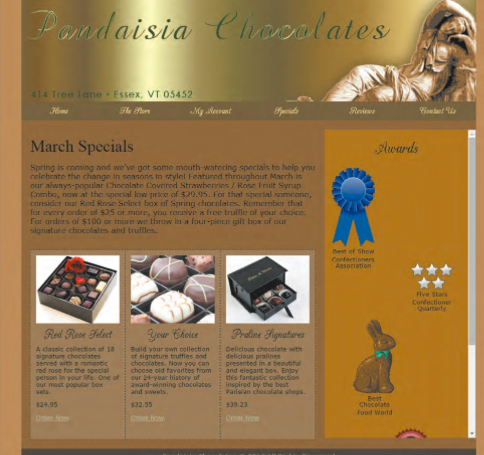 Pandaisia Chocolates
414 Tree Lane • Essex, VT 05452
Home The Store My Account Specials Reviews Contact Us
March Specials
Spring is coming and we've got some mouth-watering specials to help you
celebrate the change in seasons in style! Featured throughout March is
our always-popular Chocolate Covered Strawberries / Rose Fruit Syrup
Combo, now at the special low price of $29.95. For that special someone,
consider our Red Rose Select box of Spring chocolates. Remember that
for every order of $25 or more, you receive a free truffle of your choice.
For orders of $100 or more we throw in a four-piece gift box of our
signature chocolates and truffles.
Red Rose Select
A classic collection of 18
signature chocolates
served with a romantic
red rose for the special
person in your life. One of
our most popular box
sets.
$24.95
Order Now
Your Choice
Build your own collection
of signature truffles and
chocolates. Now you can
choose old favorites from
our 24-year history of
award-winning chocolates
and sweets.
$32.55
Order Now
Praline Signatures
Delicious chocolate with
delicious pralines
presented in a beautiful
and elegant box. Enjoy
this fantastic collection
inspired by the best
Parisian chocolate shops.
$39.23
Order Now
Awards
Best of Show
Confectioners
Association
Five Stars
Confectioner
Quarterly
Best
Chocolate
Food World